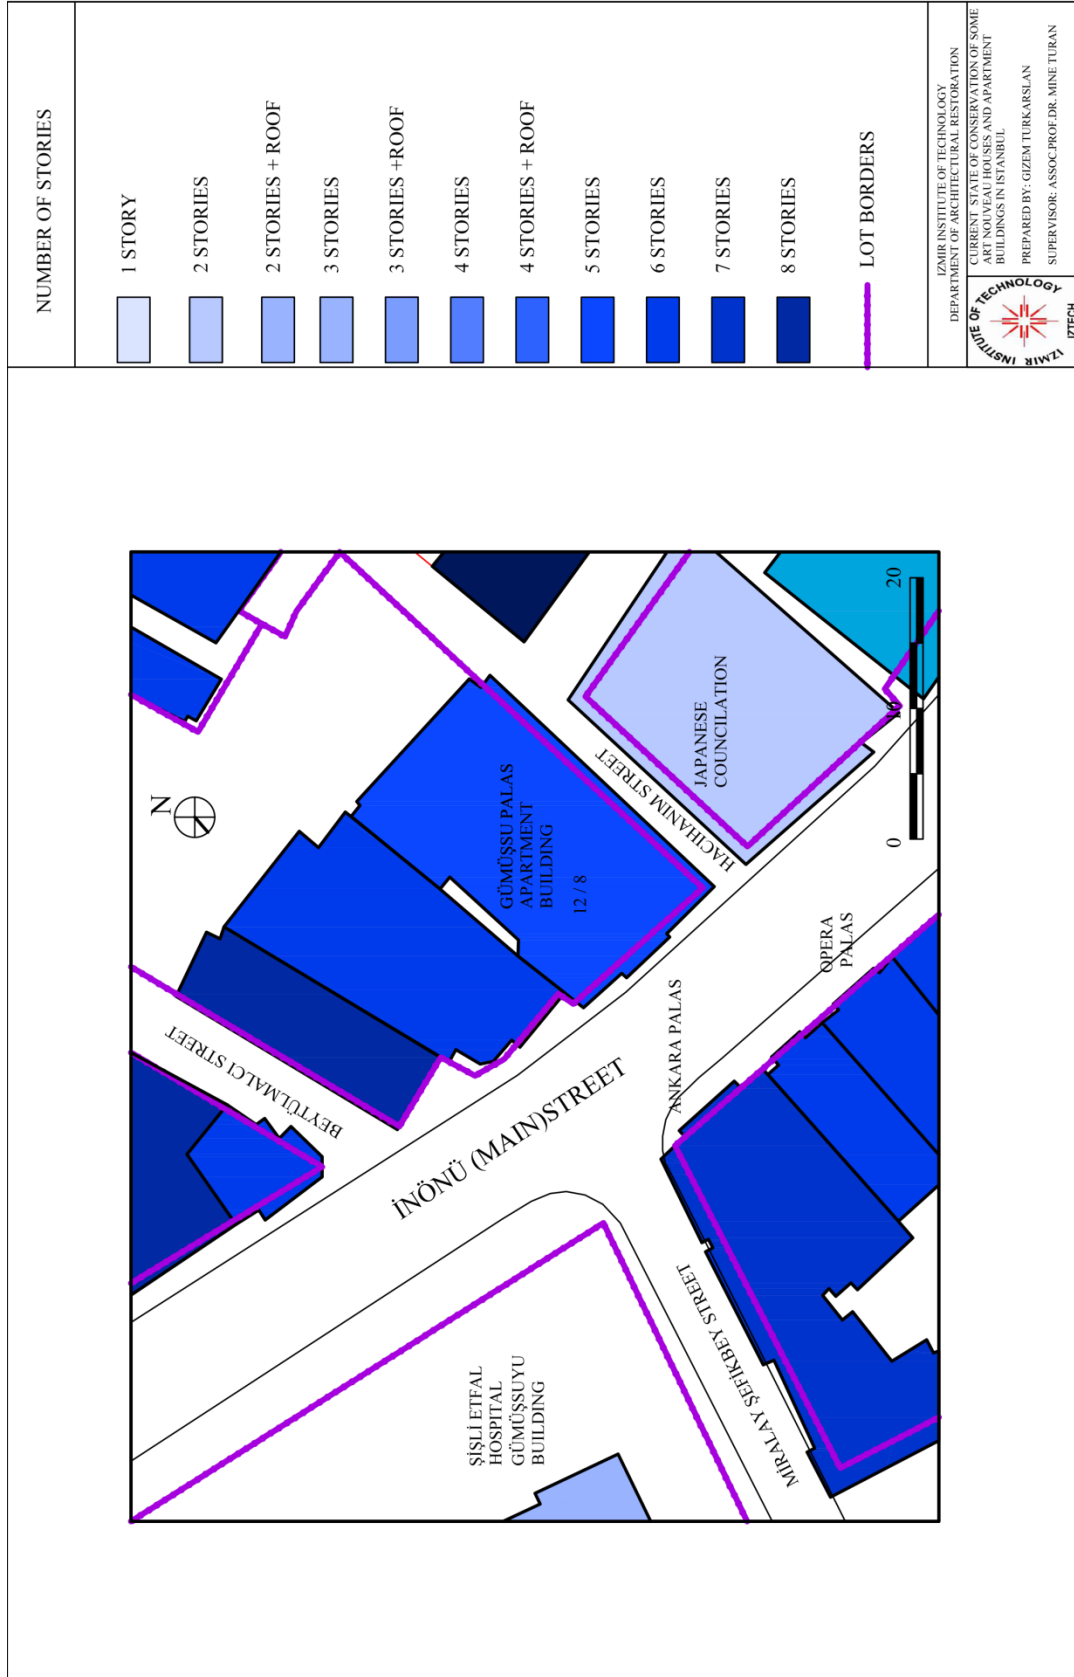 NUMBER OF STORIES
1 STORY
2 STORIES
2 STORIES + ROOF
3 STORIES
3 STORIES +ROOF
4 STORIES
4 STORIES + ROOF
5 STORIES
6 STORIES
7 STORIES
8 STORIES
LOT BORDERS
IZMIR INSTITUTE OF TECHNOLOGY
DEPARTMENT OF ARCHITECTURAL RESTORATION
CURRENT STATE OF CONSERVATION OF SOME
ART NOUVEAU HOUSES AND APARTMENT
BUILDINGS IN ISTANBUL
PREPARED BY: GIZEM TURKARSLAN
SUPERVISOR: ASSOC.PROF.DR. MINE TURAN
IZMIR INSTITUTE OF TECHNOLOGY
IZTECH
N
BEYTÜLMALCI STREET
GÜMÜŞSU PALAS
APARTMENT
BUILDING
12 / 8
HACIHANIM STREET
JAPANESE
COUNCILATION
İNÖNÜ (MAIN)STREET
ŞİŞLİ ETFAL
HOSPITAL
GÜMÜŞSUYU
BUILDING
MİRALAY ŞEFİKBEY STREET
ANKARA PALAS
OPERA
PALAS
0
10
20